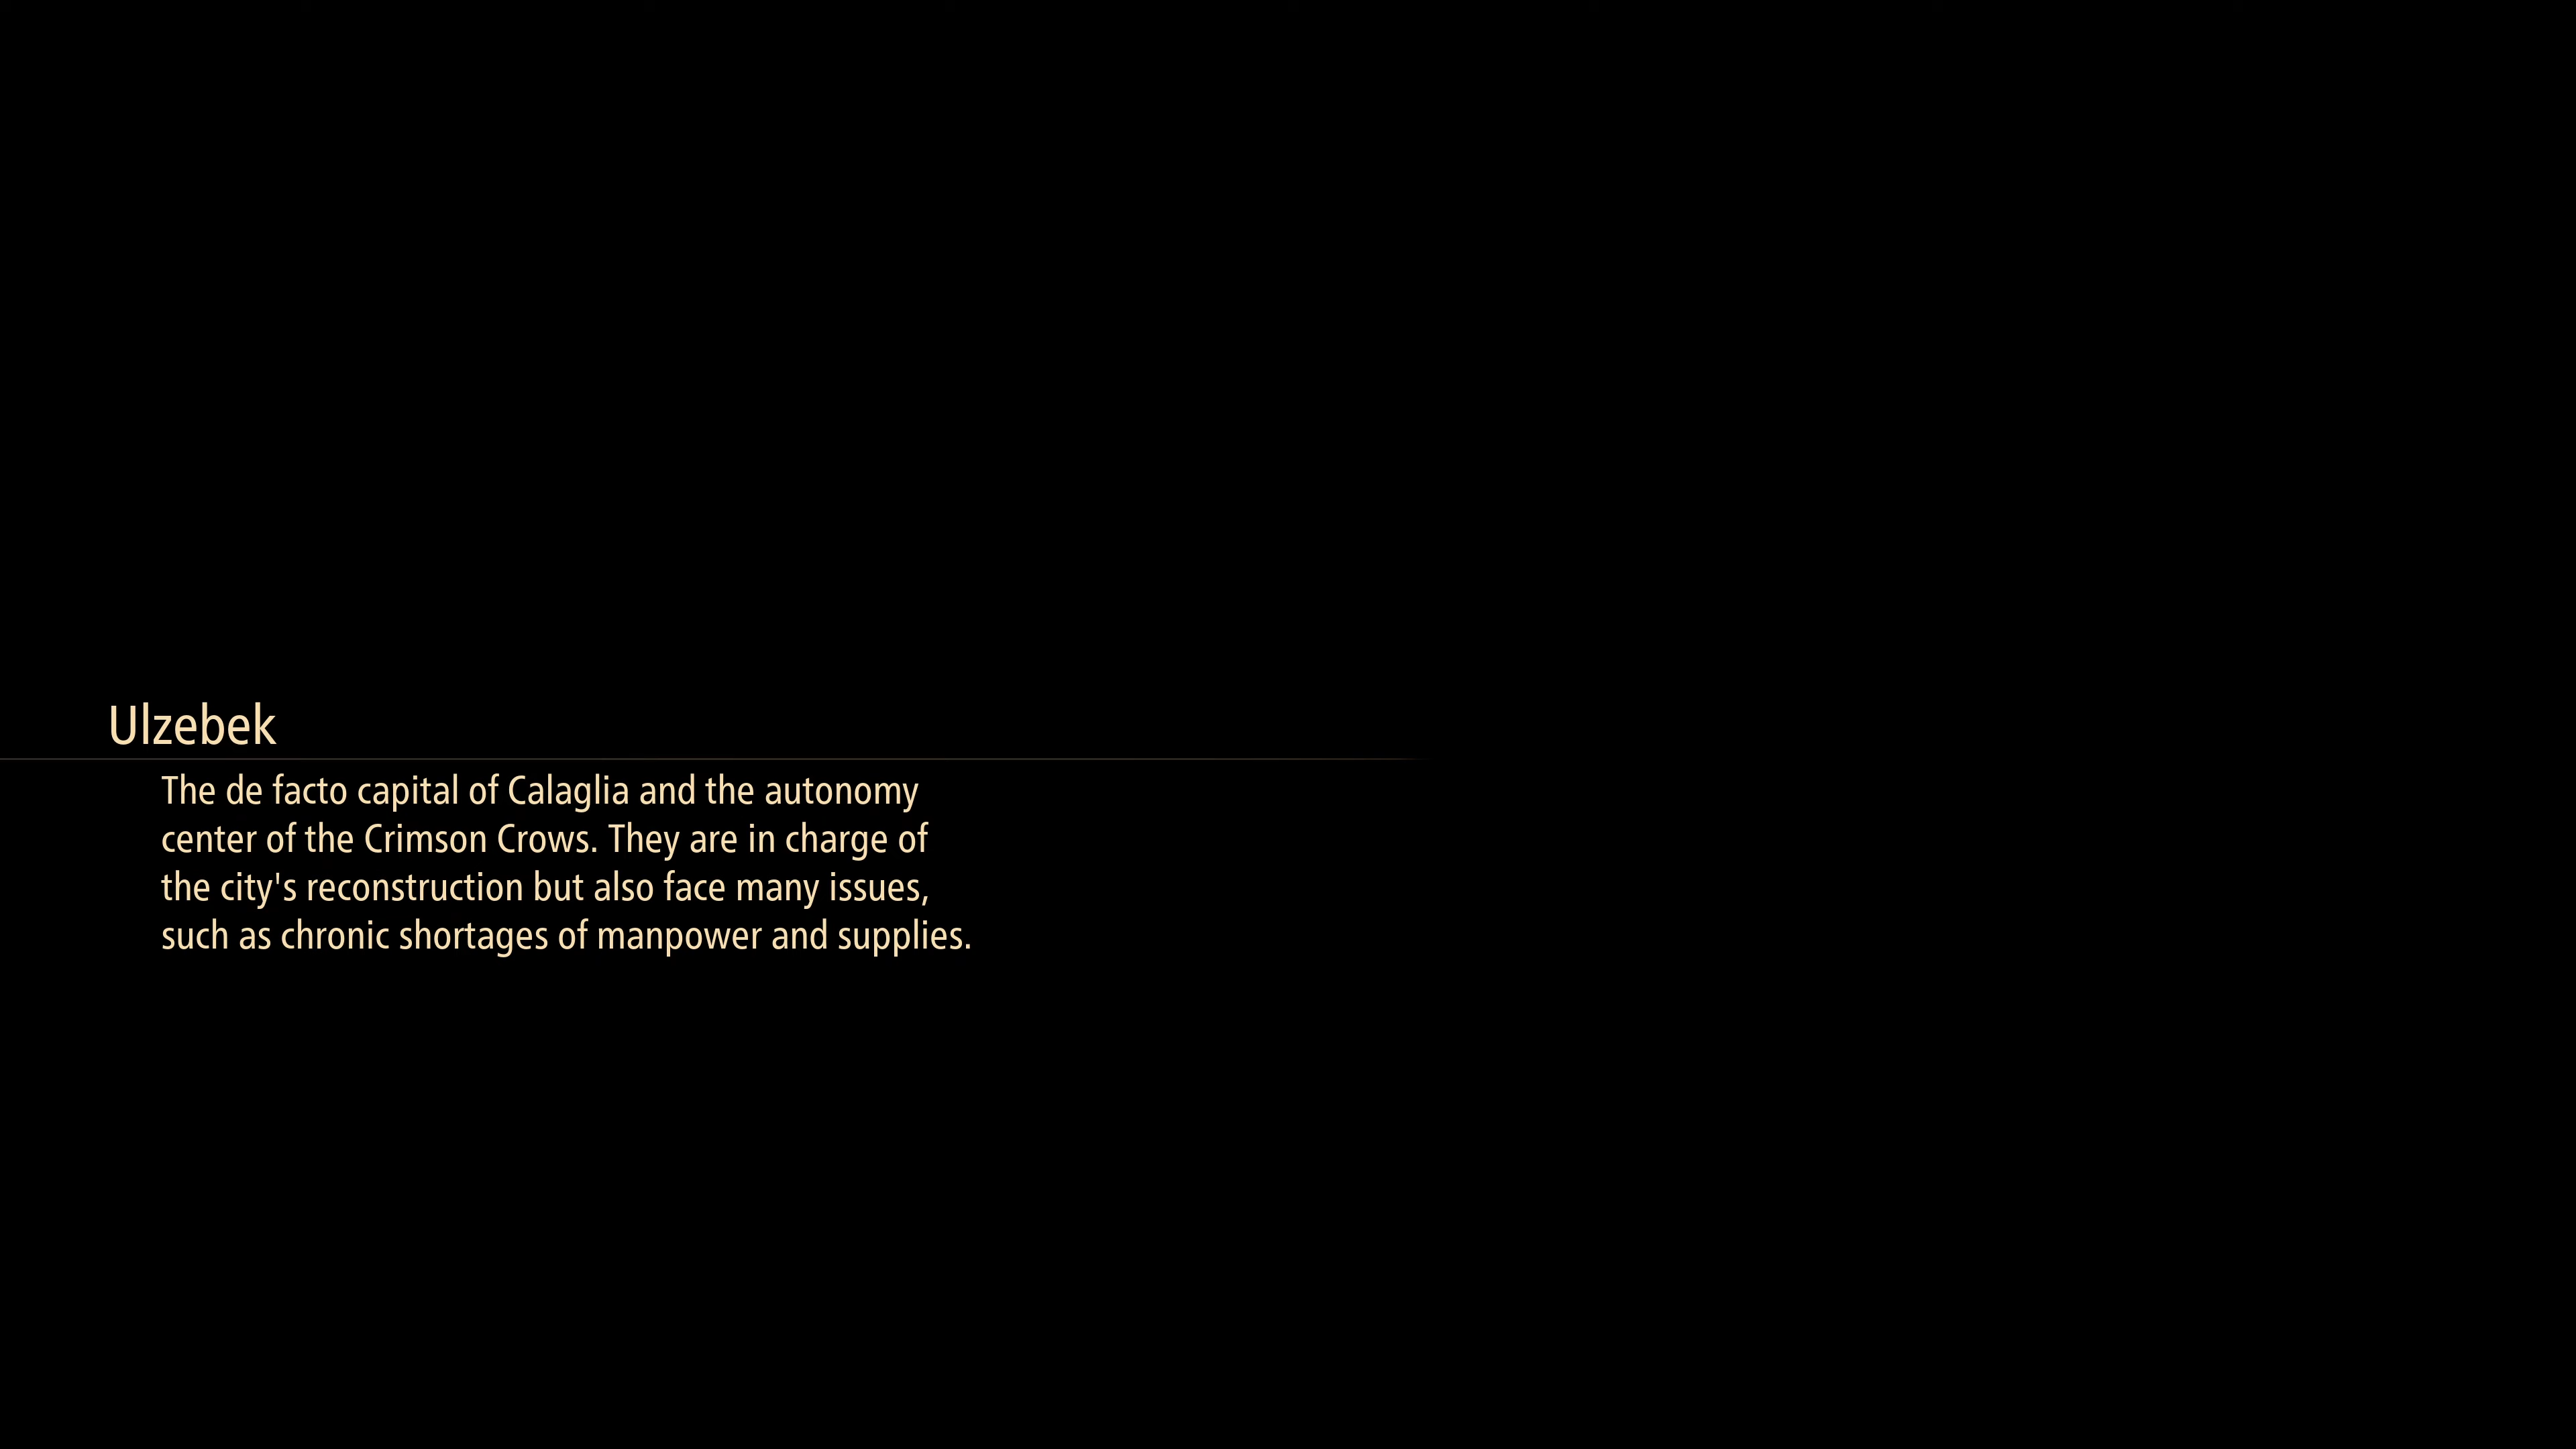 Ulzebek
The de facto capital of Calaglia and the autonomy
center of the Crimson Crows. They are in charge of
the city's reconstruction but also face many issues,
such as chronic shortages of manpower and supplies.